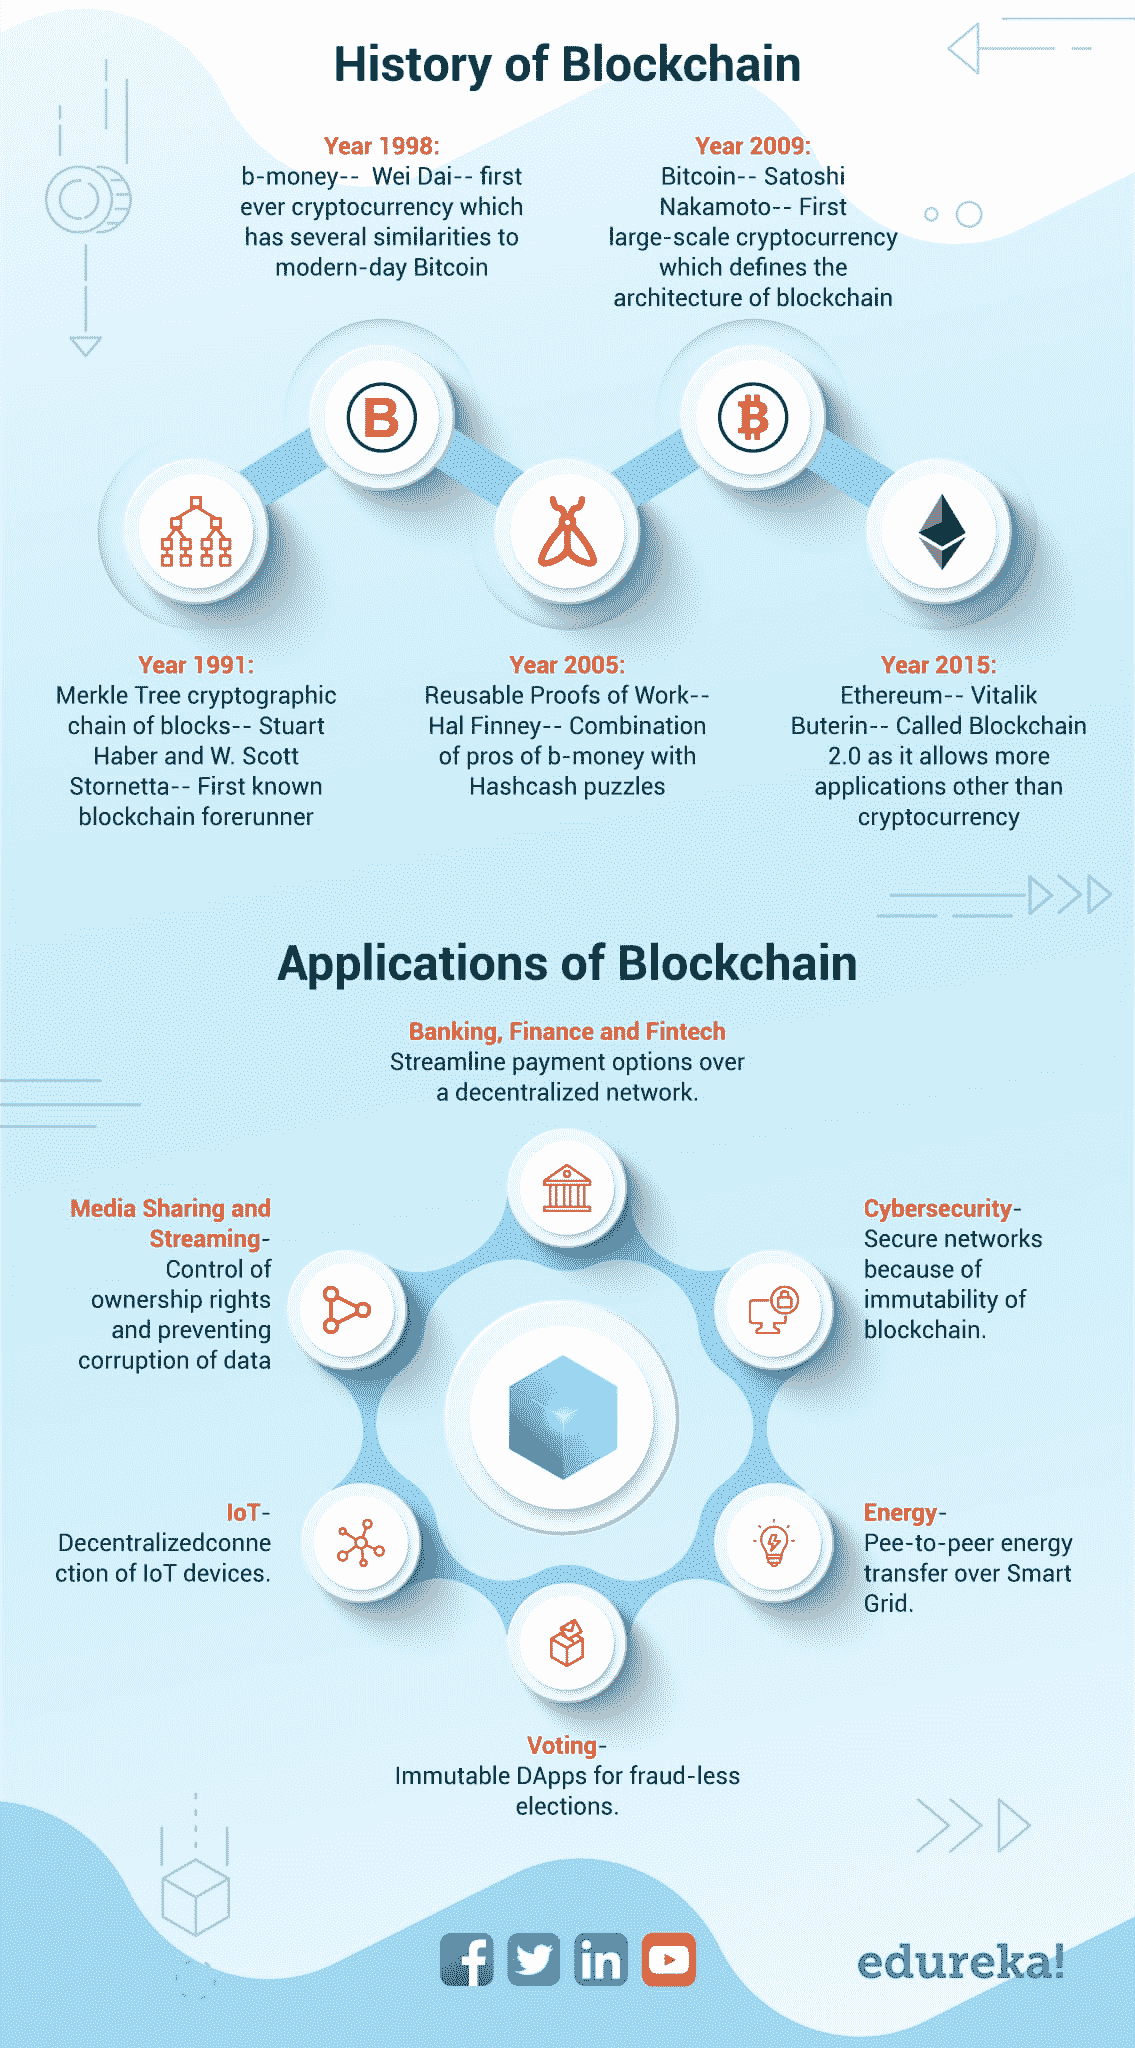 History of Blockchain
Year 1998:
b-money-- Wei Dai-- first
ever cryptocurrency which
has several similarities to
modern-day Bitcoin
Year 2009:
Bitcoin-- Satoshi
Nakamoto-- First
large-scale cryptocurrency
which defines the
architecture of blockchain
Year 1991:
Merkle Tree cryptographic
chain of blocks-- Stuart
Haber and W. Scott
Stornetta-- First known
blockchain forerunner
Year 2005:
Reusable Proofs of Work--
Hal Finney-- Combination
of pros of b-money with
Hashcash puzzles
Year 2015:
Ethereum-- Vitalik
Buterin-- Called Blockchain
2.0 as it allows more
applications other than
cryptocurrency
Applications of Blockchain
Banking, Finance and Fintech
Streamline payment options over
a decentralized network.
Media Sharing and
Streaming-
Control of
ownership rights
and preventing
corruption of data
Cybersecurity-
Secure networks
because of
immutability of
blockchain.
IoT-
Decentralizedconne
ction of IoT devices.
Energy-
Pee-to-peer energy
transfer over Smart
Grid.
Voting-
Immutable DApps for fraud-less
elections.
edureka!